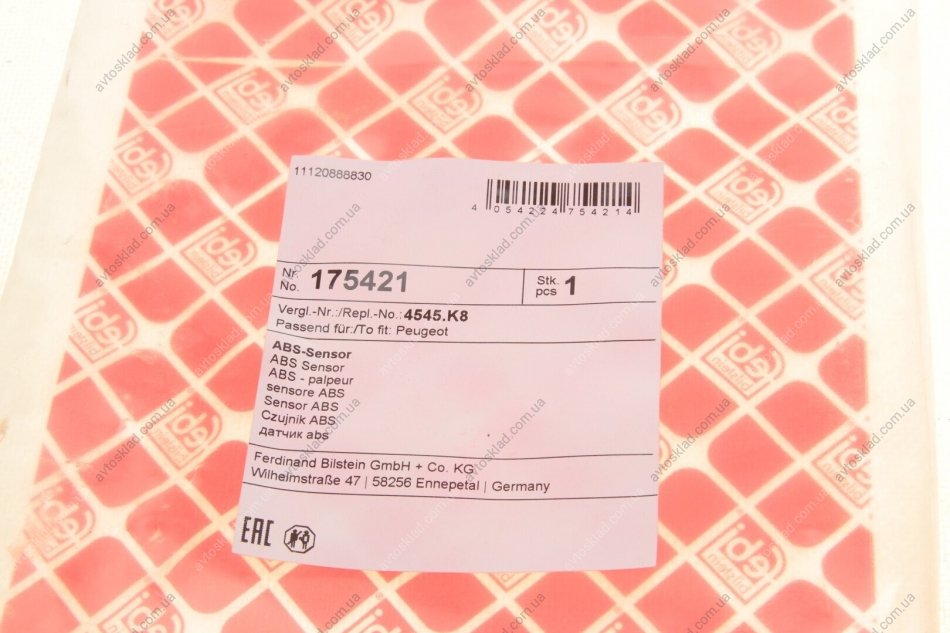 11120888830
4 054224 754214
Nr.
No. 175421
Stk.
pcs 1
Vergl.-Nr.:/Repl.-No.: 4545.K8
Passend für:/To fit: Peugeot
ABS-Sensor
ABS Sensor
ABS - palpeur
sensore ABS
Sensor ABS
Czujnik ABS
датчик abs
Ferdinand Bilstein GmbH + Co. KG
Wilhelmstraße 47 | 58256 Ennepetal | Germany
EAC
febi
bilstein
avtosklad.com.ua